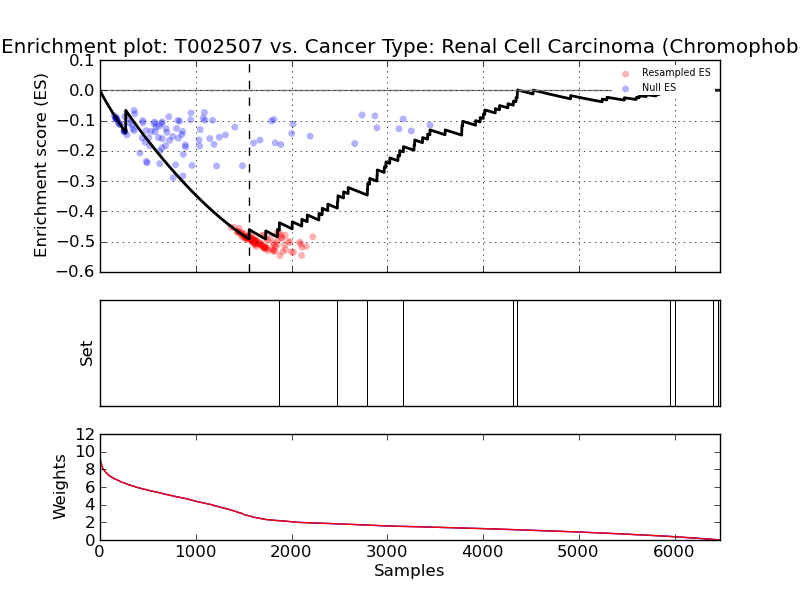 Enrichment plot: T002507 vs. Cancer Type: Renal Cell Carcinoma (Chromophob
Enrichment score (ES)
0.1
0.0
−0.1
−0.2
−0.3
−0.4
−0.5
−0.6
Resampled ES
Null ES
Set
Weights
12
10
8
6
4
2
0
0 1000 2000 3000 4000 5000 6000
Samples